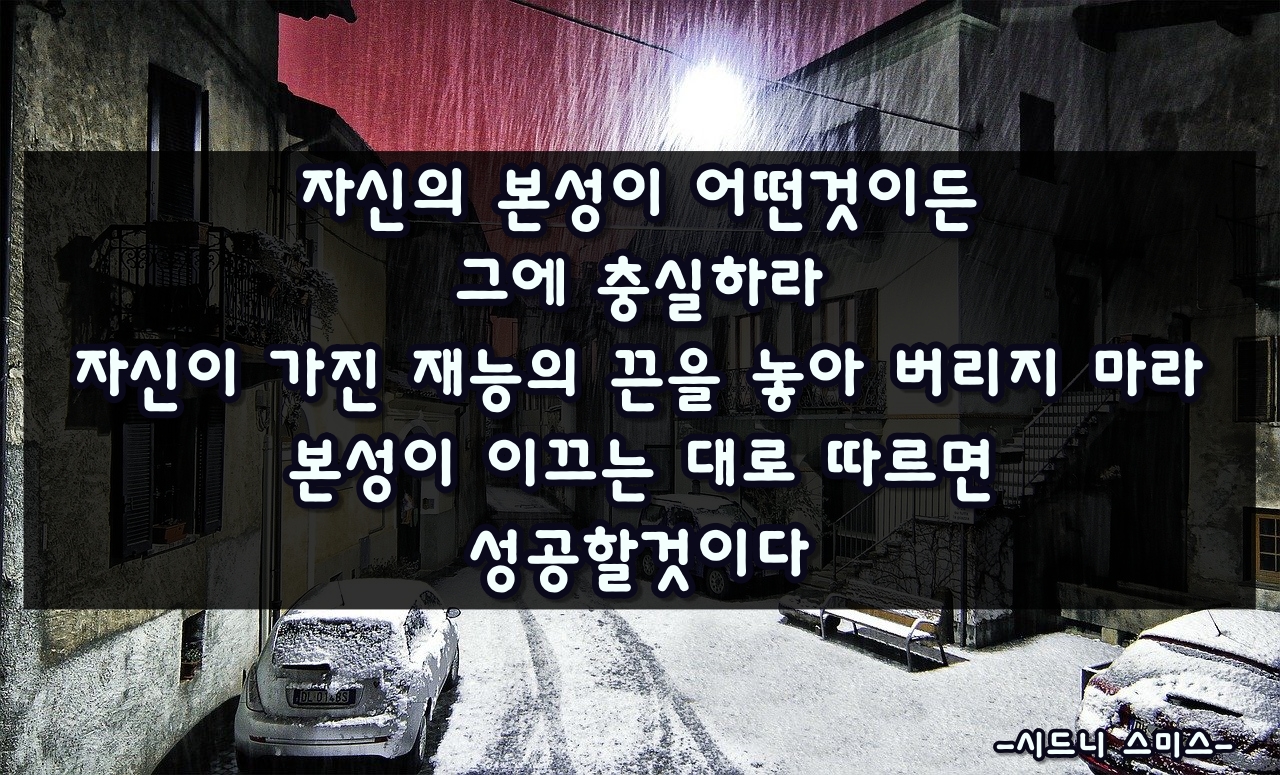 자신의 본성이 어떤것이든
그에 충실하라
자신이 가진 재능의 끈을 놓아 버리지 마라
본성이 이끄는 대로 따르면
성공할것이다
-시드니 스미스-